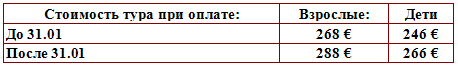 Стоимость тура при оплате: Взрослые: Дети
До 31.01 268 € 246 €
После 31.01 288 € 266 €